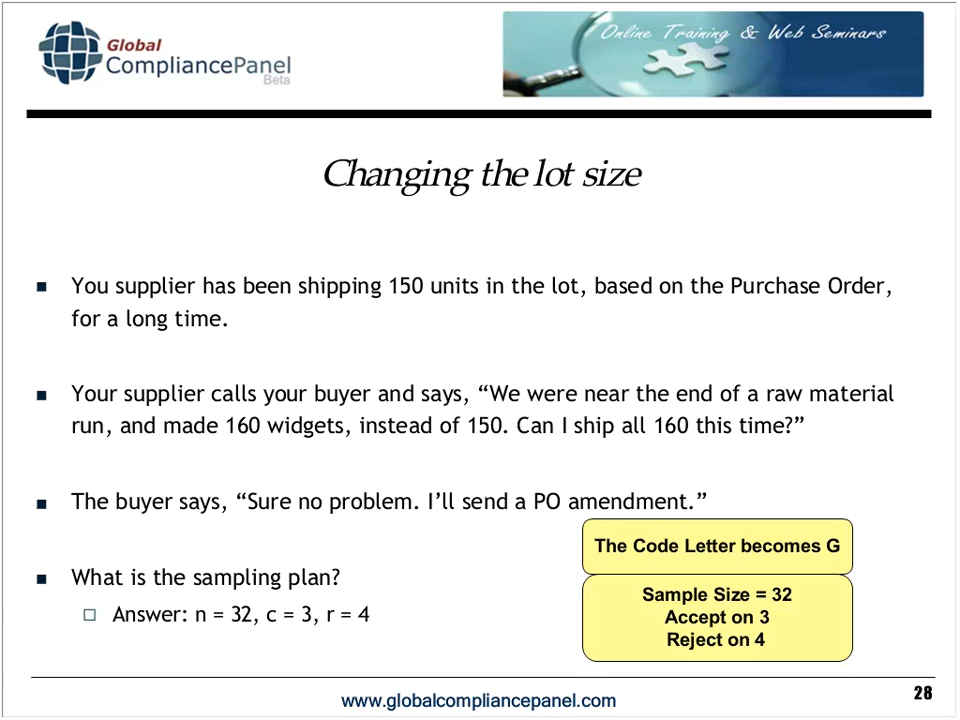 Global
CompliancePanel
Beta
Online Training & Web Seminars
Changing the lot size
You supplier has been shipping 150 units in the lot, based on the Purchase Order,
for a long time.
Your supplier calls your buyer and says, “We were near the end of a raw material
run, and made 160 widgets, instead of 150. Can I ship all 160 this time?”
The buyer says, “Sure no problem. I’ll send a PO amendment.”
What is the sampling plan?
Answer: n = 32, c = 3, r = 4
The Code Letter becomes G
Sample Size = 32
Accept on 3
Reject on 4
www.globalcompliancepanel.com
28